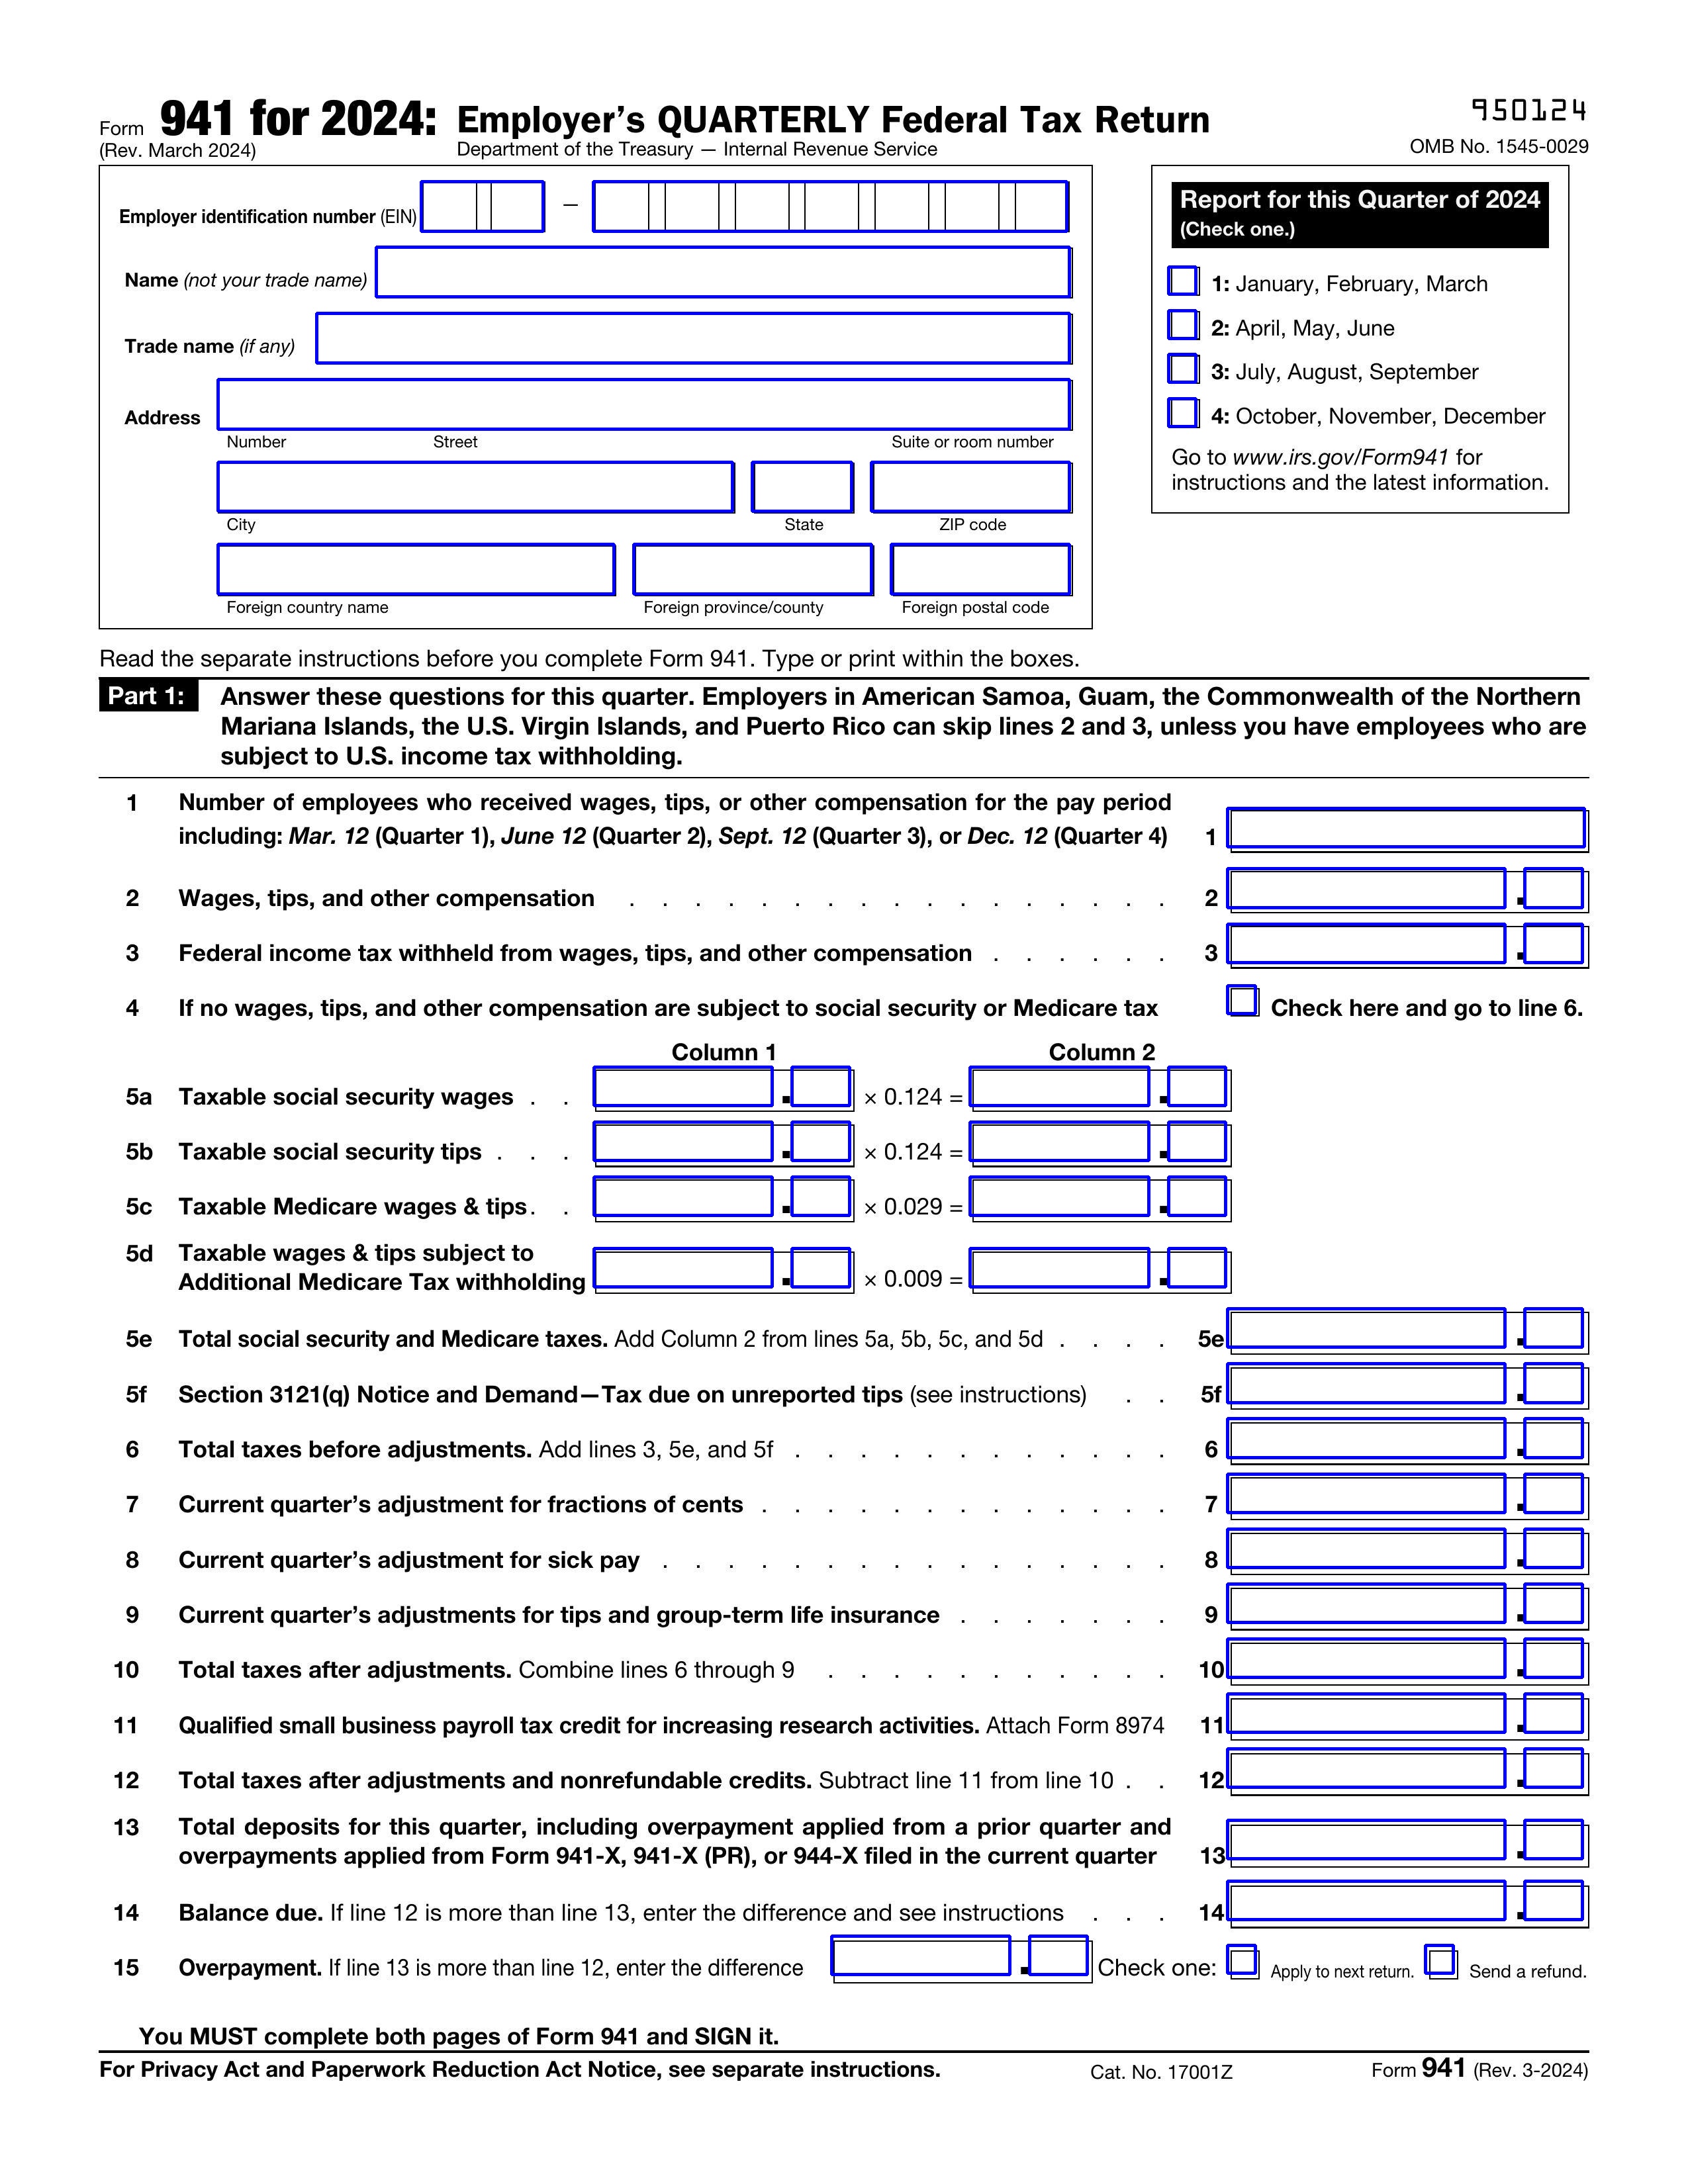 Form 941 for 2024: Employer’s QUARTERLY Federal Tax Return
950124
(Rev. March 2024)
Department of the Treasury — Internal Revenue Service
OMB No. 1545-0029
Employer identification number (EIN)
–
Name (not your trade name)
Trade name (if any)
Address
Number Street Suite or room number
City State ZIP code
Foreign country name Foreign province/county Foreign postal code
Report for this Quarter of 2024
(Check one.)
1: January, February, March
2: April, May, June
3: July, August, September
4: October, November, December
Go to www.irs.gov/Form941 for
instructions and the latest information.
Read the separate instructions before you complete Form 941. Type or print within the boxes.
Part 1: Answer these questions for this quarter. Employers in American Samoa, Guam, the Commonwealth of the Northern
Mariana Islands, the U.S. Virgin Islands, and Puerto Rico can skip lines 2 and 3, unless you have employees who are
subject to U.S. income tax withholding.
1 Number of employees who received wages, tips, or other compensation for the pay period
including: Mar. 12 (Quarter 1), June 12 (Quarter 2), Sept. 12 (Quarter 3), or Dec. 12 (Quarter 4) 1
2 Wages, tips, and other compensation . . . . . . . . . . . . . . . . . 2 .
3 Federal income tax withheld from wages, tips, and other compensation . . . . . . 3 .
4 If no wages, tips, and other compensation are subject to social security or Medicare tax Check here and go to line 6.
Column 1 Column 2
5a Taxable social security wages . . . × 0.124 = .
5b Taxable social security tips . . . . × 0.124 = .
5c Taxable Medicare wages & tips . . . × 0.029 = .
5d Taxable wages & tips subject to
Additional Medicare Tax withholding . × 0.009 = .
5e Total social security and Medicare taxes. Add Column 2 from lines 5a, 5b, 5c, and 5d . . . . 5e .
5f Section 3121(q) Notice and Demand—Tax due on unreported tips (see instructions) . . 5f .
6 Total taxes before adjustments. Add lines 3, 5e, and 5f . . . . . . . . . . . . 6 .
7 Current quarter’s adjustment for fractions of cents . . . . . . . . . . . . . 7 .
8 Current quarter’s adjustment for sick pay . . . . . . . . . . . . . . . . 8 .
9 Current quarter’s adjustments for tips and group-term life insurance . . . . . . . 9 .
10 Total taxes after adjustments. Combine lines 6 through 9 . . . . . . . . . . . 10 .
11 Qualified small business payroll tax credit for increasing research activities. Attach Form 8974 11 .
12 Total taxes after adjustments and nonrefundable credits. Subtract line 11 from line 10 . . 12 .
13 Total deposits for this quarter, including overpayment applied from a prior quarter and
overpayments applied from Form 941-X, 941-X (PR), or 944-X filed in the current quarter 13 .
14 Balance due. If line 12 is more than line 13, enter the difference and see instructions . . . 14 .
15 Overpayment. If line 13 is more than line 12, enter the difference . Check one: Apply to next return. Send a refund.
You MUST complete both pages of Form 941 and SIGN it.
For Privacy Act and Paperwork Reduction Act Notice, see separate instructions. Cat. No. 17001Z Form 941 (Rev. 3-2024)